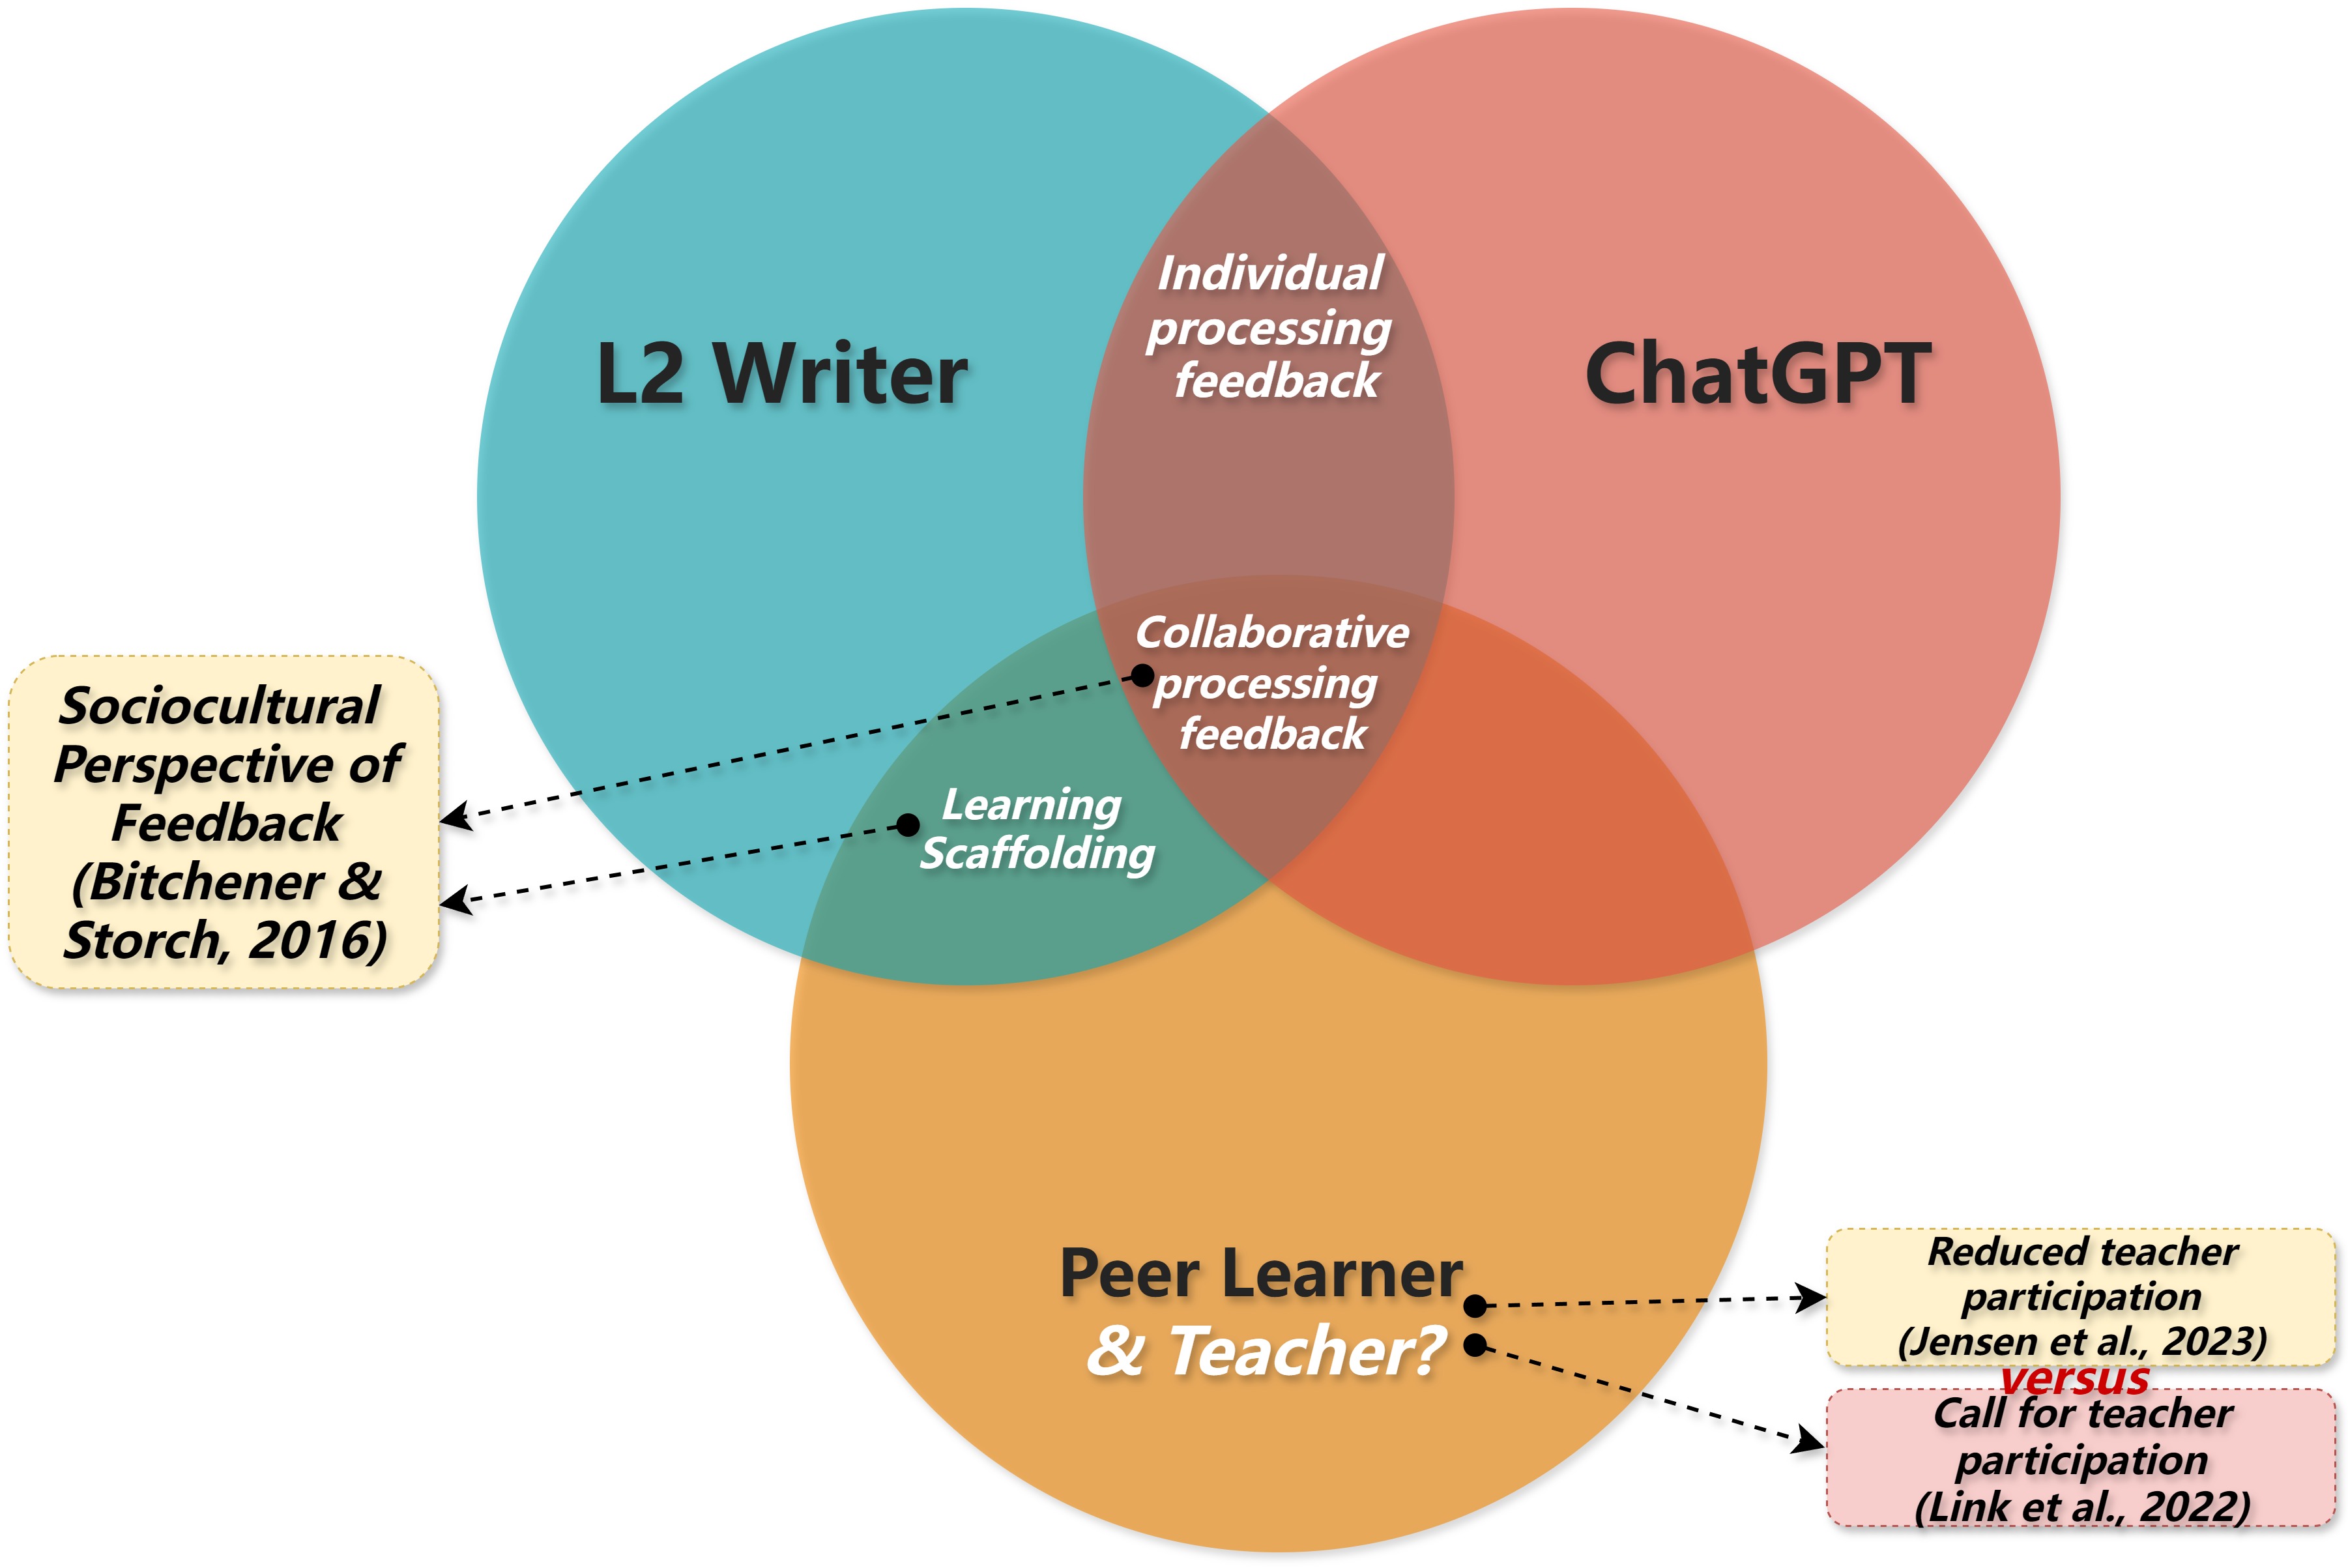 L2 Writer
ChatGPT
Individual
processing
feedback
Collaborative
processing
feedback
Learning
Scaffolding
Sociocultural
Perspective of
Feedback
(Bitchener &
Storch, 2016)
Peer Learner
& Teacher?
Reduced teacher
participation
(Jensen et al., 2023)
versus
Call for teacher
participation
(Link et al., 2022)